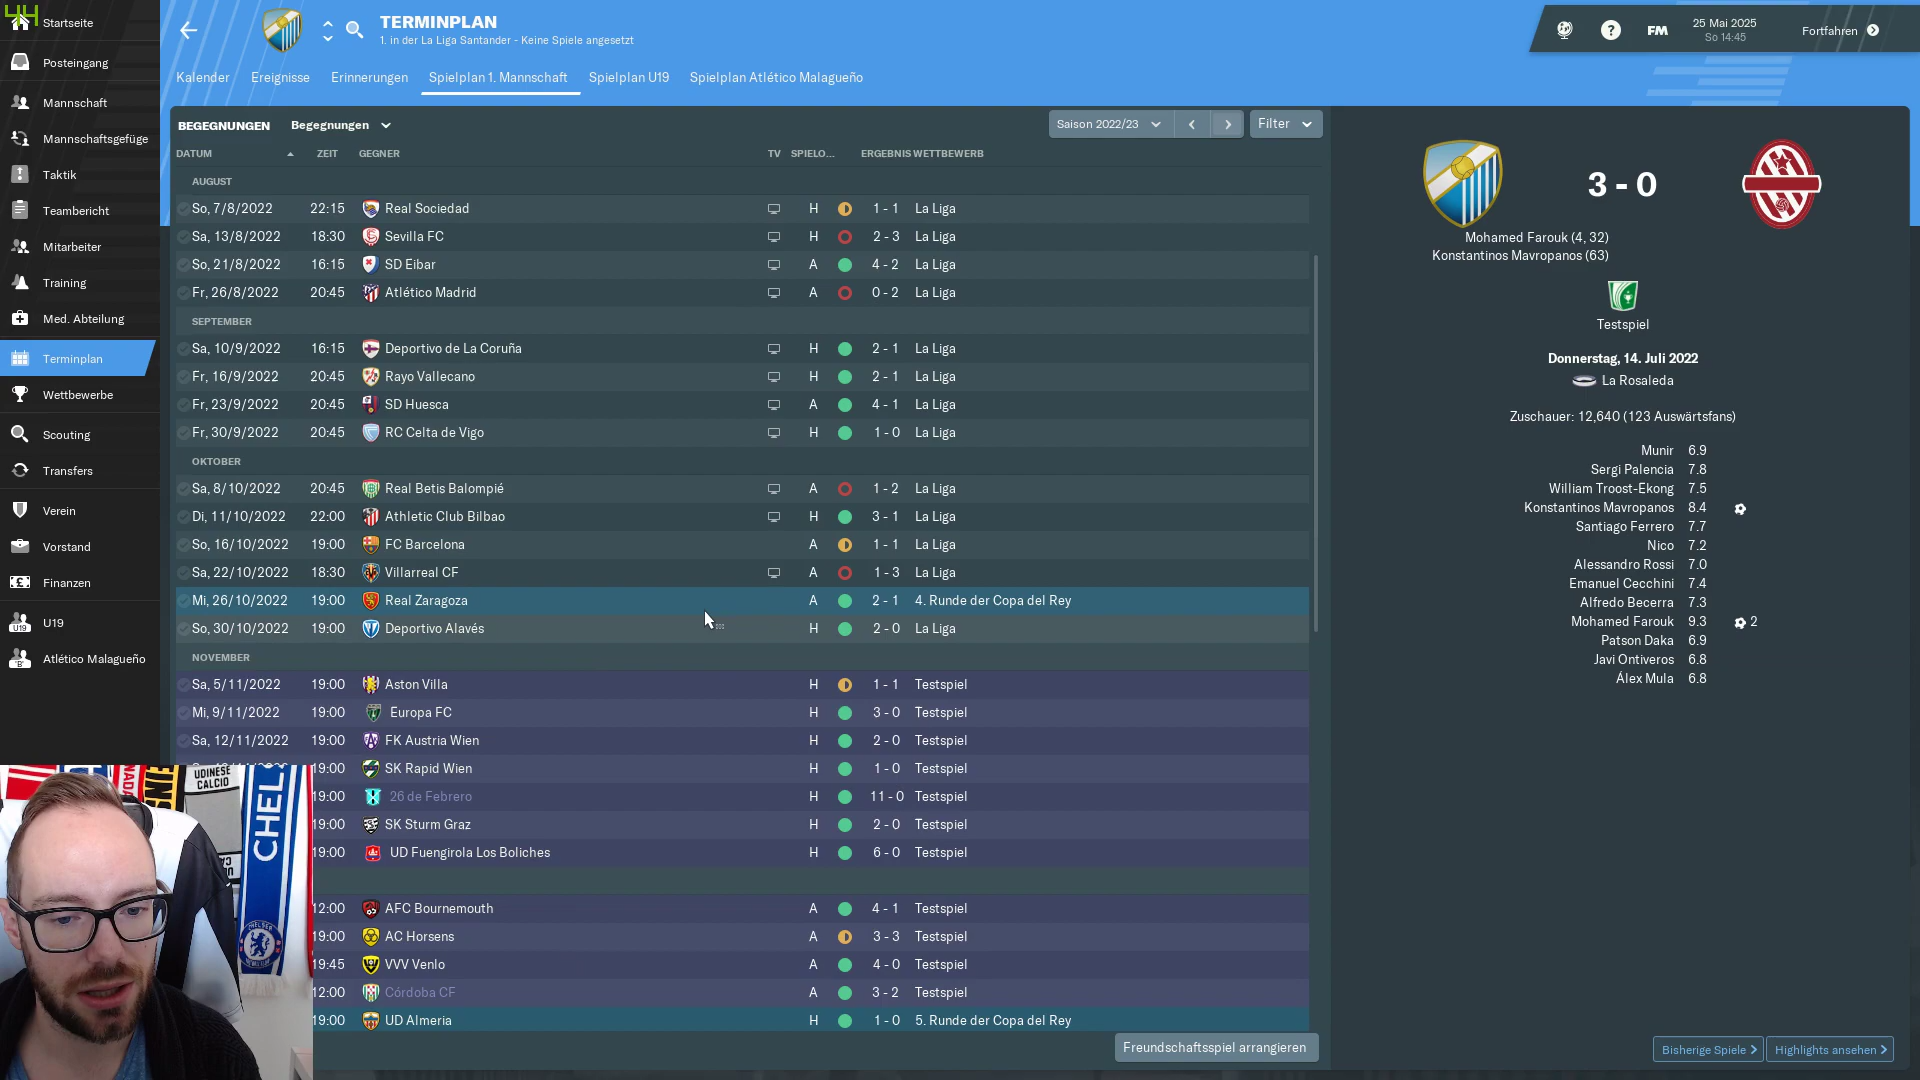 44
Startseite
Posteingang
Mannschaft
Mannschaftsgefüge
Taktik
Teambericht
Mitarbeiter
Training
Med. Abteilung
Terminplan
Wettbewerbe
Scouting
Transfers
Verein
Vorstand
Finanzen
U19
Atlético Malagueño
TERMINPLAN
1. in der La Liga Santander - Keine Spiele angesetzt
FM
25 Mai 2025
So 14:45
Fortfahren
Kalender Ereignisse Erinnerungen Spielplan 1. Mannschaft Spielplan U19 Spielplan Atlético Malagueño
BEGEGNUNGEN Begegnungen Saison 2022/23 Filter
DATUM ZEIT GEGNER TV SPIELO... ERGEBNIS WETTBEWERB
AUGUST
So, 7/8/2022 22:15 Real Sociedad H 1 - 1 La Liga
Sa, 13/8/2022 18:30 Sevilla FC H 2 - 3 La Liga
So, 21/8/2022 16:15 SD Eibar A 4 - 2 La Liga
Fr, 26/8/2022 20:45 Atlético Madrid A 0 - 2 La Liga
SEPTEMBER
Sa, 10/9/2022 16:15 Deportivo de La Coruña H 2 - 1 La Liga
Fr, 16/9/2022 20:45 Rayo Vallecano H 2 - 1 La Liga
Fr, 23/9/2022 20:45 SD Huesca A 4 - 1 La Liga
Fr, 30/9/2022 20:45 RC Celta de Vigo H 1 - 0 La Liga
OKTOBER
Sa, 8/10/2022 20:45 Real Betis Balompié A 1 - 2 La Liga
Di, 11/10/2022 22:00 Athletic Club Bilbao H 3 - 1 La Liga
So, 16/10/2022 19:00 FC Barcelona A 1 - 1 La Liga
Sa, 22/10/2022 18:30 Villarreal CF A 1 - 3 La Liga
Mi, 26/10/2022 19:00 Real Zaragoza A 2 - 1 4. Runde der Copa del Rey
So, 30/10/2022 19:00 Deportivo Alavés H 2 - 0 La Liga
NOVEMBER
Sa, 5/11/2022 19:00 Aston Villa H 1 - 1 Testspiel
Mi, 9/11/2022 19:00 Europa FC H 3 - 0 Testspiel
Sa, 12/11/2022 19:00 FK Austria Wien H 2 - 0 Testspiel
19:00 SK Rapid Wien H 1 - 0 Testspiel
19:00 26 de Febrero H 11 - 0 Testspiel
19:00 SK Sturm Graz H 2 - 0 Testspiel
19:00 UD Fuengirola Los Boliches H 6 - 0 Testspiel
12:00 AFC Bournemouth A 4 - 1 Testspiel
19:00 AC Horsens A 3 - 3 Testspiel
19:45 VVV Venlo A 4 - 0 Testspiel
12:00 Córdoba CF A 3 - 2 Testspiel
19:00 UD Almeria H 1 - 0 5. Runde der Copa del Rey
Freundschaftsspiel arrangieren
3 - 0
Mohamed Farouk (4, 32)
Konstantinos Mavropanos (63)
Testspiel
Donnerstag, 14. Juli 2022
La Rosaleda
Zuschauer: 12,640 (123 Auswärtsfans)
Munir 6.9
Sergi Palencia 7.8
William Troost-Ekong 7.5
Konstantinos Mavropanos 8.4
Santiago Ferrero 7.7
Nico 7.2
Alessandro Rossi 7.0
Emanuel Cecchini 7.4
Alfredo Becerra 7.3
Mohamed Farouk 9.3 2
Patson Daka 6.9
Javi Ontiveros 6.8
Álex Mula 6.8
Bisherige Spiele Highlights ansehen
UDINESE
CALCIO
CHEL